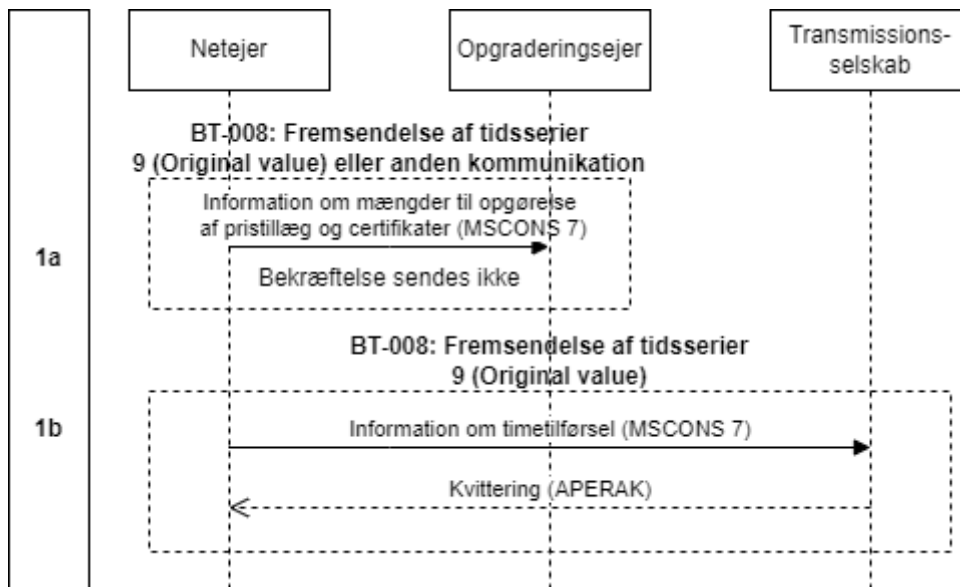 Netejer
Opgraderingsejer
Transmissions-
selskab
BT-008: Fremsendelse af tidsserier
9 (Original value) eller anden kommunikation
Information om mængder til opgørelse
af pristillæg og certifikater (MSCONS 7)
1a
Bekræftelse sendes ikke
BT-008: Fremsendelse af tidsserier
9 (Original value)
1b
Information om timetilførsel (MSCONS 7)
Kvittering (APERAK)